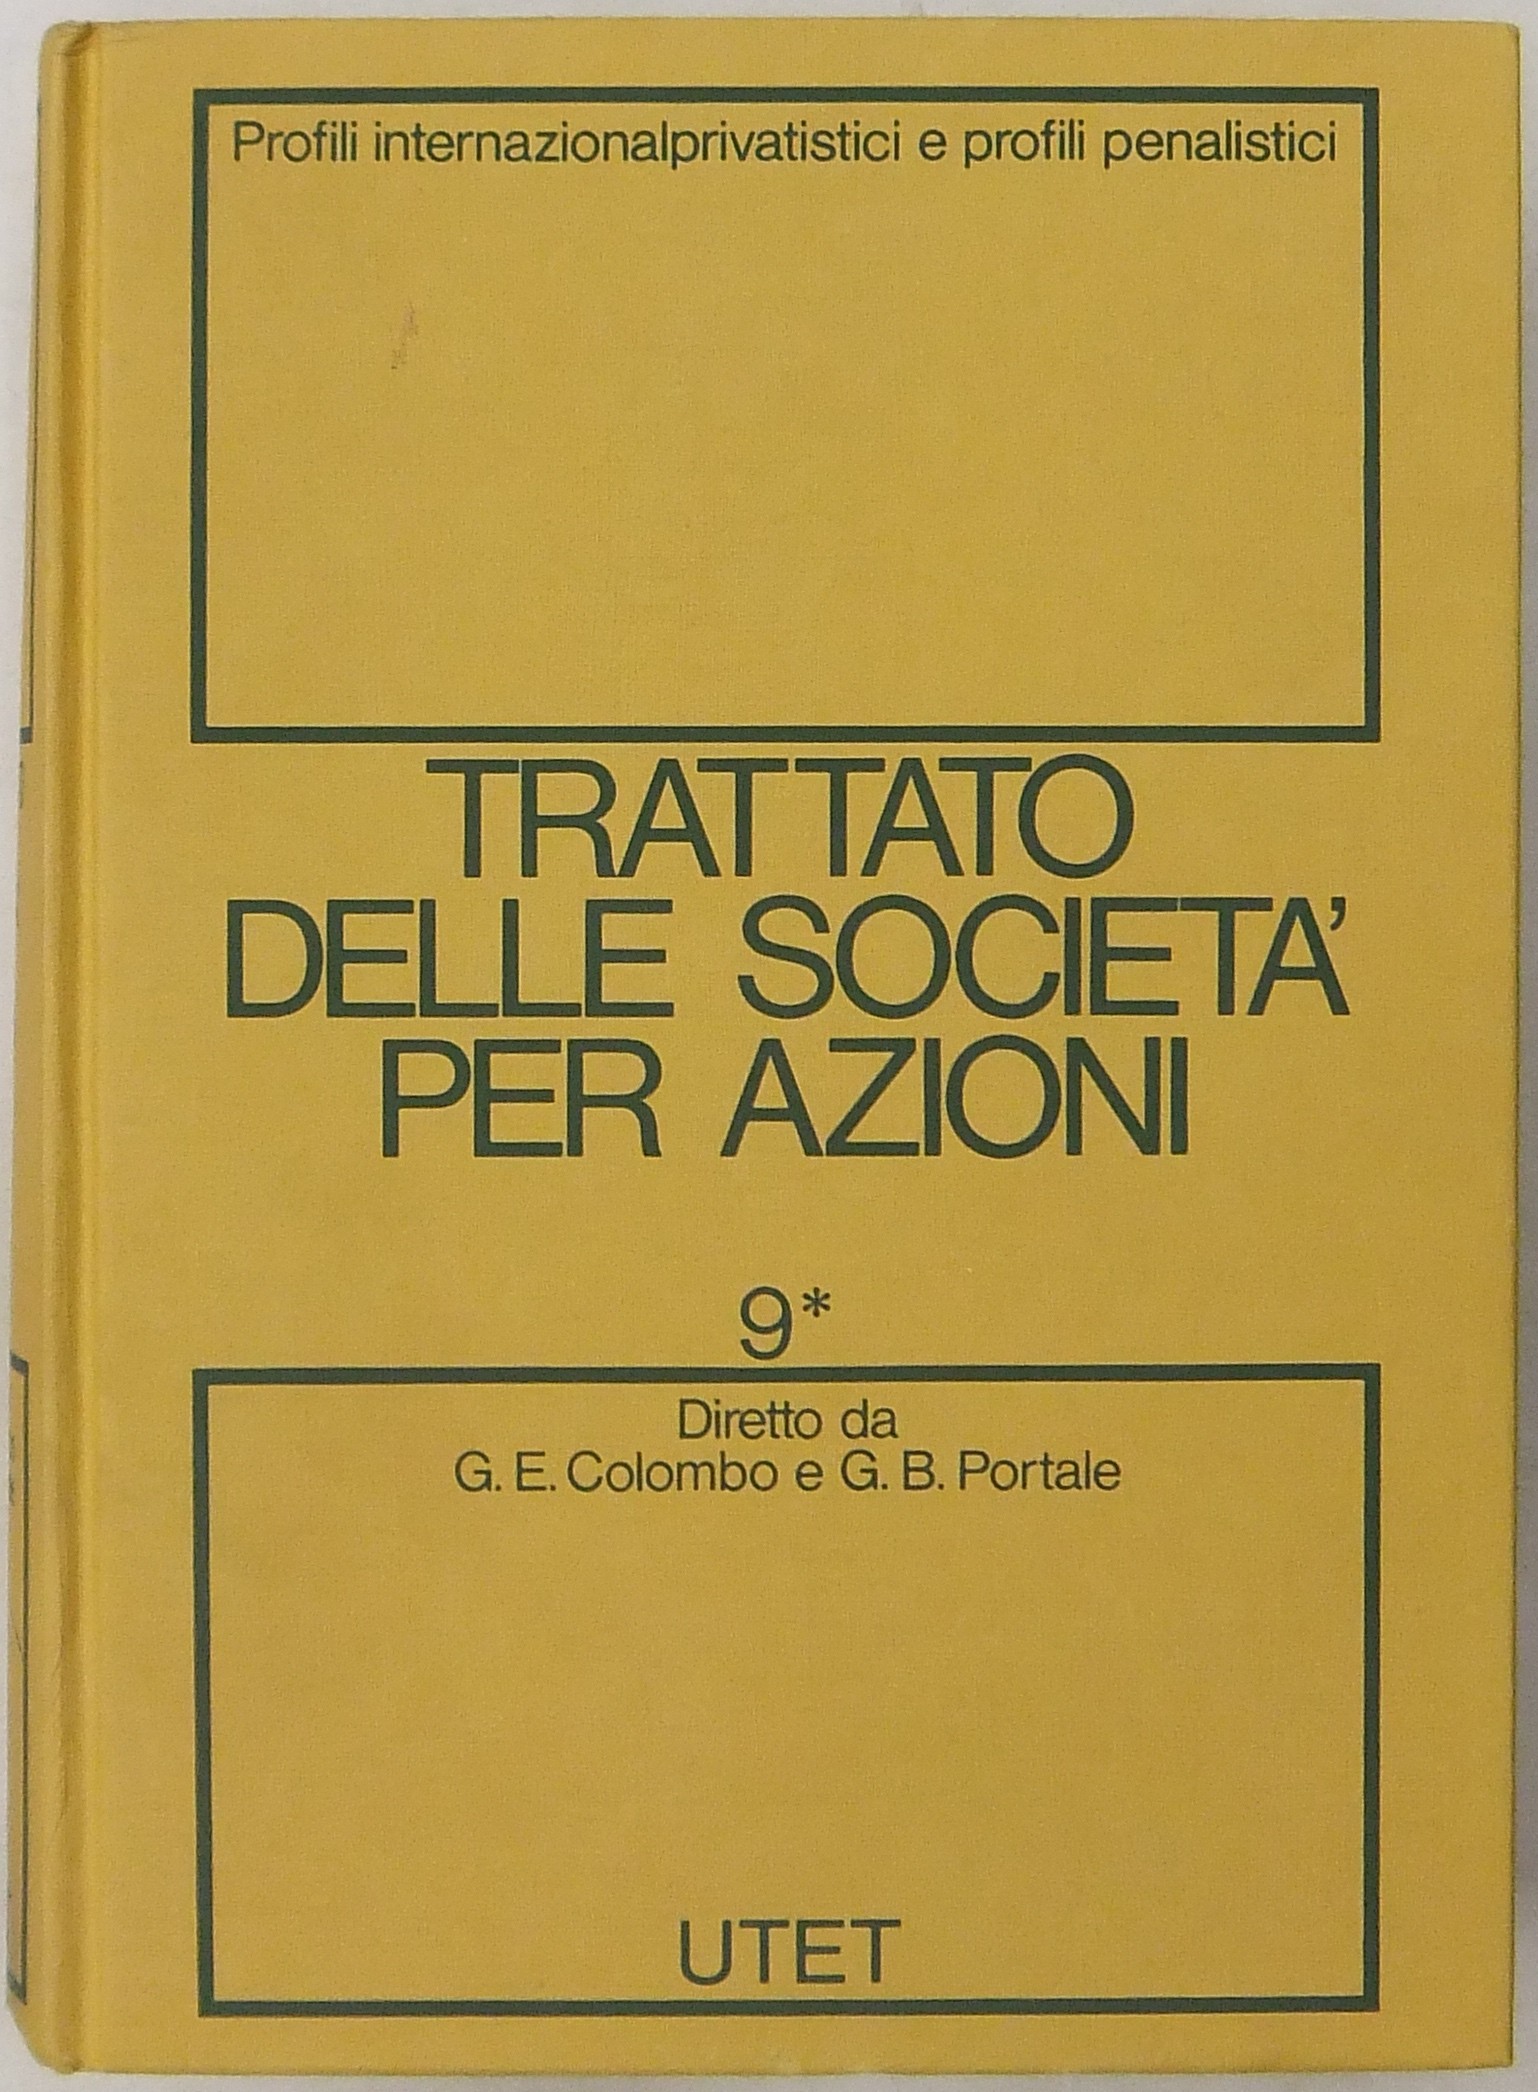 Profili internazionalprivatistici e profili penalistici
TRATTATO
DELLE SOCIETA'
PER AZIONI
9*
Diretto da
G. E. Colombo e G. B. Portale
UTET